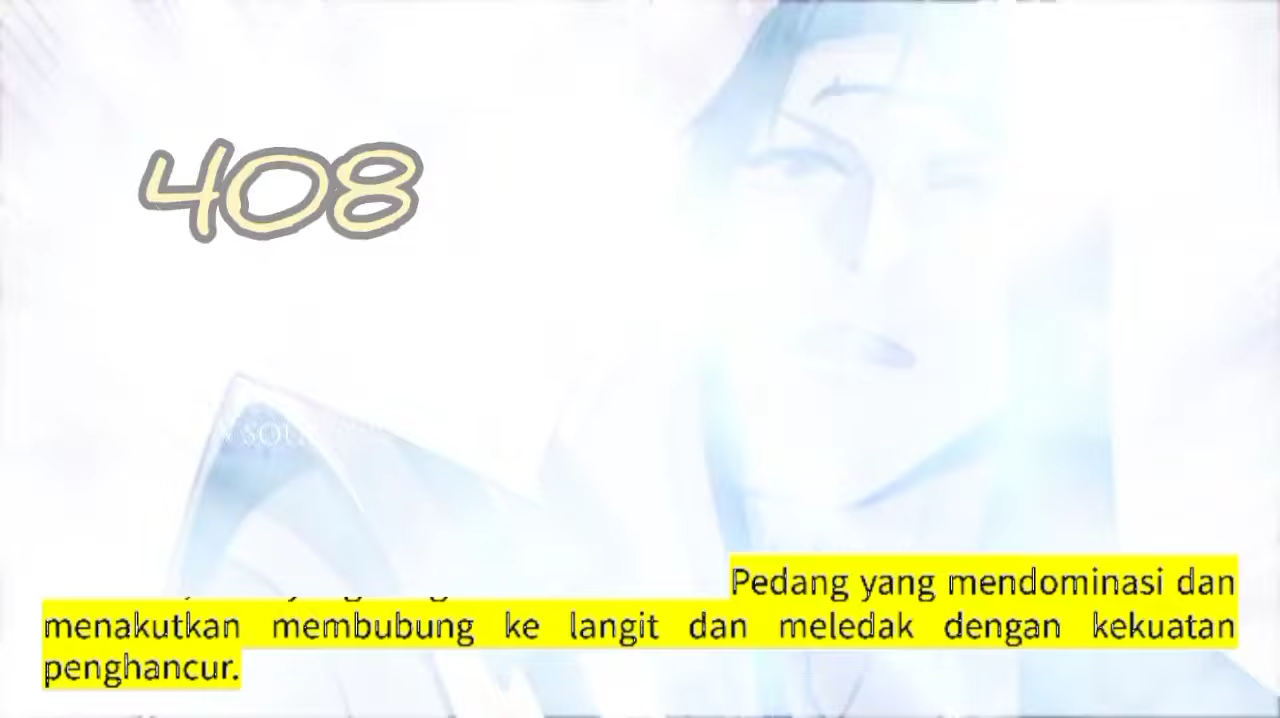 408
Pedang yang mendominasi dan
menakutkan membubung ke langit dan meledak dengan kekuatan
penghancur.